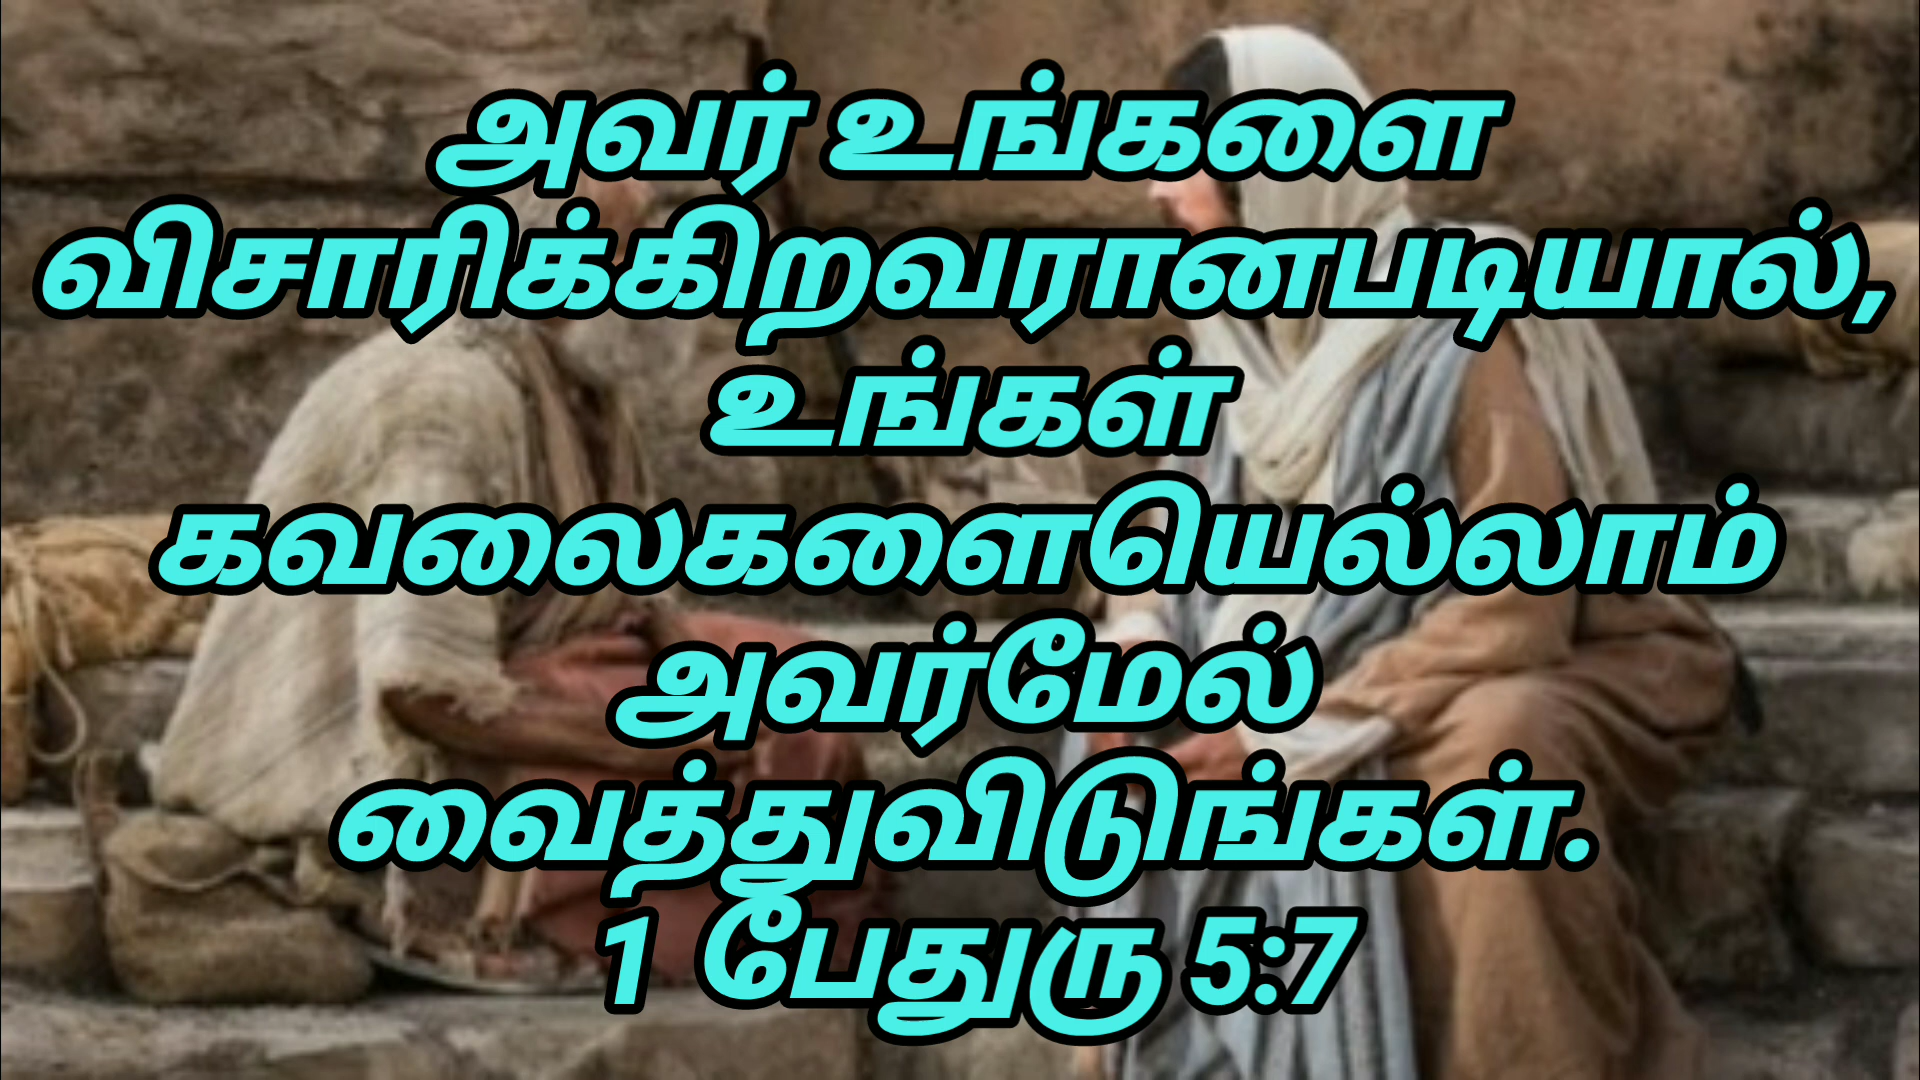 அவர் உங்களை
விசாரிக்கிறவரானபடியால்,
உங்கள்
கவலைகளையெல்லாம்
அவர்மேல்
வைத்துவிடுங்கள்.
1 பேதுரு 5:7